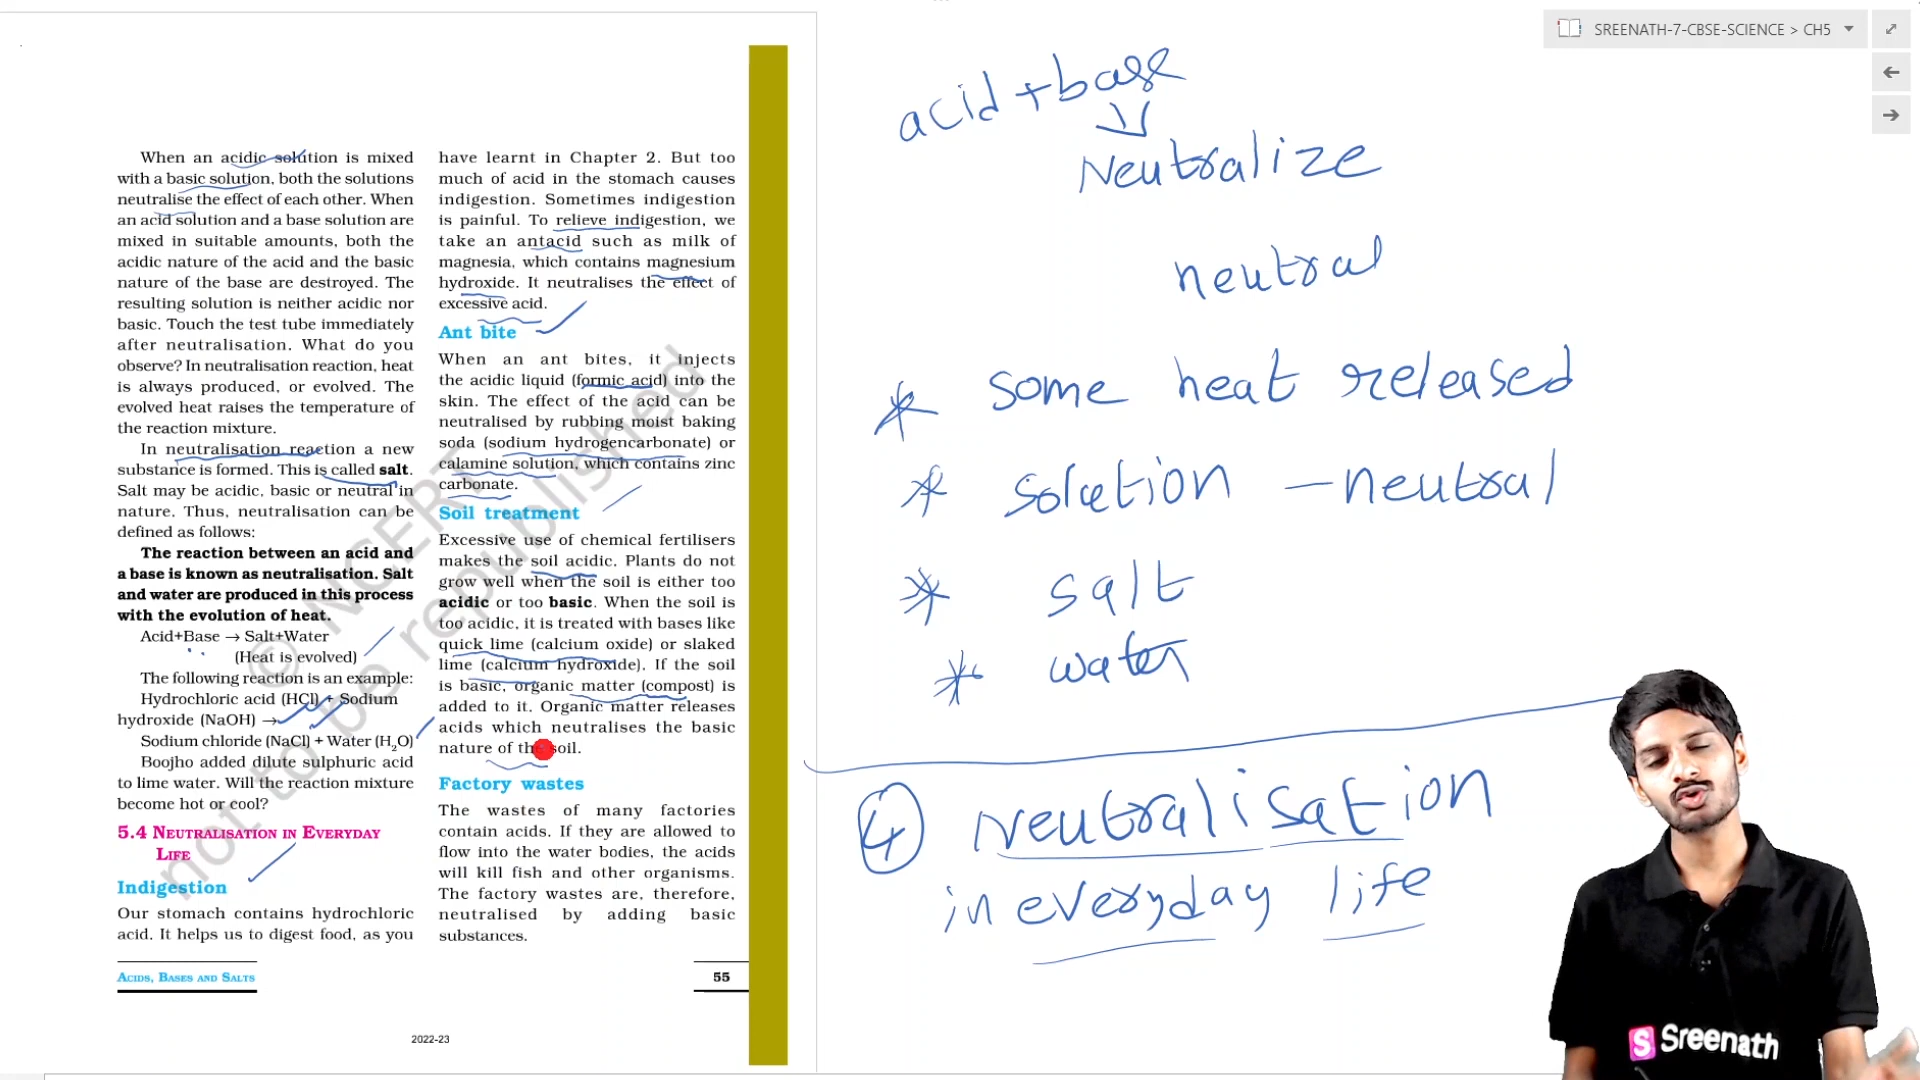 When an acidic solution is mixed
with a basic solution, both the solutions
neutralise the effect of each other. When
an acid solution and a base solution are
mixed in suitable amounts, both the
acidic nature of the acid and the basic
nature of the base are destroyed. The
resulting solution is neither acidic nor
basic. Touch the test tube immediately
after neutralisation. What do you
observe? In neutralisation reaction, heat
is always produced, or evolved. The
evolved heat raises the temperature of
the reaction mixture.
In neutralisation reaction a new
substance is formed. This is called salt.
Salt may be acidic, basic or neutral in
nature. Thus, neutralisation can be
defined as follows:
The reaction between an acid and
a base is known as neutralisation. Salt
and water are produced in this process
with the evolution of heat.
Acid+Base → Salt+Water
(Heat is evolved)
The following reaction is an example:
Hydrochloric acid (HCl) + Sodium
hydroxide (NaOH) →
Sodium chloride (NaCl) + Water (H₂O)
Boojho added dilute sulphuric acid
to lime water. Will the reaction mixture
become hot or cool?
5.4 NEUTRALISATION IN EVERYDAY
LIFE
Indigestion
Our stomach contains hydrochloric
acid. It helps us to digest food, as you
have learnt in Chapter 2. But too
much of acid in the stomach causes
indigestion. Sometimes indigestion
is painful. To relieve indigestion, we
take an antacid such as milk of
magnesia, which contains magnesium
hydroxide. It neutralises the effect of
excessive acid.
Ant bite
When an ant bites, it injects
the acidic liquid (formic acid) into the
skin. The effect of the acid can be
neutralised by rubbing moist baking
soda (sodium hydrogencarbonate) or
calamine solution, which contains zinc
carbonate.
Soil treatment
Excessive use of chemical fertilisers
makes the soil acidic. Plants do not
grow well when the soil is either too
acidic or too basic. When the soil is
too acidic, it is treated with bases like
quick lime (calcium oxide) or slaked
lime (calcium hydroxide). If the soil
is basic, organic matter (compost) is
added to it. Organic matter releases
acids which neutralises the basic
nature of the soil.
Factory wastes
The wastes of many factories
contain acids. If they are allowed to
flow into the water bodies, the acids
will kill fish and other organisms.
The factory wastes are, therefore,
neutralised by adding basic
substances.
ACIDS, BASES AND SALTS
55
2022-23
© NCERT
not to be republished
SREENATH-7-CBSE-SCIENCE > CH5
acid + base
Neutralize
neutral
* some heat released
* solution - neutral
* salt
* water
4 Neutralisation
in everyday life
S Sreenath